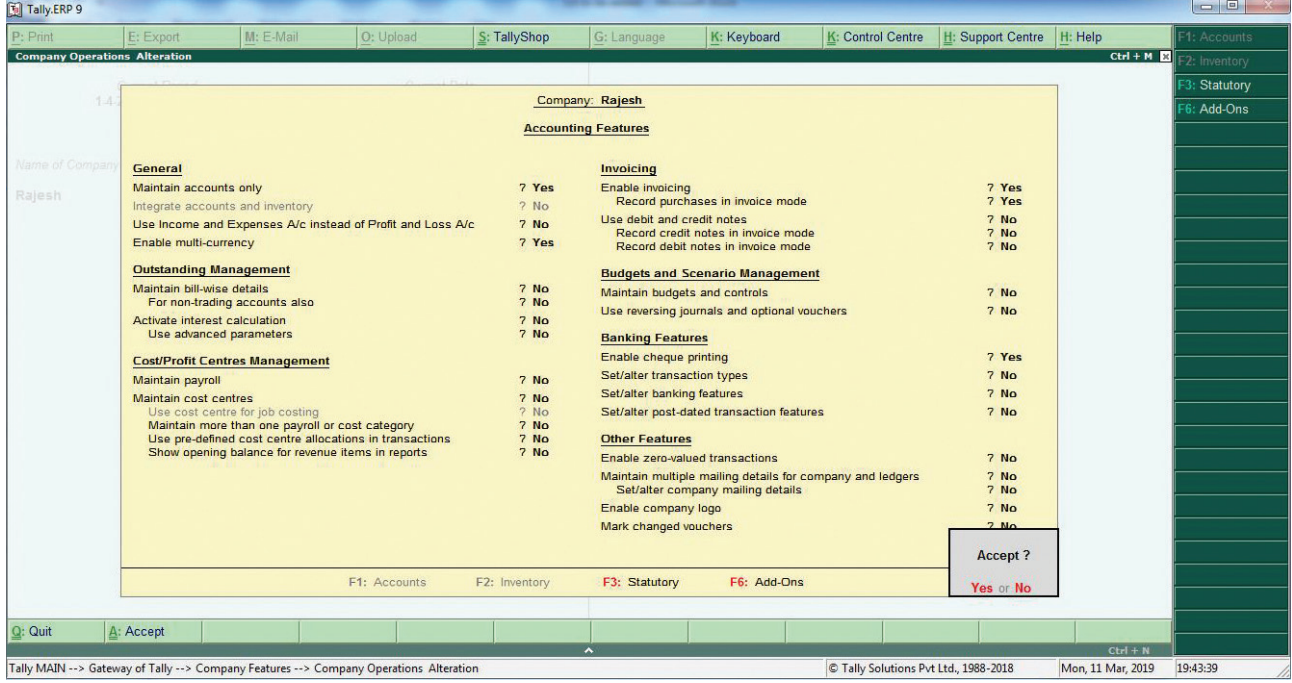 Tally.ERP 9
P: Print E: Export M: E-Mail O: Upload S: TallyShop G: Language K: Keyboard K: Control Centre H: Support Centre H: Help
F1: Accounts
F2: Inventory
F3: Statutory
F6: Add-Ons
Company Operations Alteration Ctrl + M
Name of Company
Rajesh
Company: Rajesh
Accounting Features
General
Maintain accounts only ? Yes
Integrate accounts and inventory ? No
Use Income and Expenses A/c instead of Profit and Loss A/c ? No
Enable multi-currency ? Yes
Outstanding Management
Maintain bill-wise details ? No
For non-trading accounts also ? No
Activate interest calculation ? No
Use advanced parameters ? No
Cost/Profit Centres Management
Maintain payroll ? No
Maintain cost centres ? No
Use cost centre for job costing ? No
Maintain more than one payroll or cost category ? No
Use pre-defined cost centre allocations in transactions ? No
Show opening balance for revenue items in reports ? No
Invoicing
Enable invoicing ? Yes
Record purchases in invoice mode ? Yes
Use debit and credit notes ? No
Record credit notes in invoice mode ? No
Record debit notes in invoice mode ? No
Budgets and Scenario Management
Maintain budgets and controls ? No
Use reversing journals and optional vouchers ? No
Banking Features
Enable cheque printing ? Yes
Set/alter transaction types ? No
Set/alter banking features ? No
Set/alter post-dated transaction features ? No
Other Features
Enable zero-valued transactions ? No
Maintain multiple mailing details for company and ledgers ? No
Set/alter company mailing details ? No
Enable company logo ? No
Mark changed vouchers ? No
Accept ?
Yes or No
F1: Accounts F2: Inventory F3: Statutory F6: Add-Ons
Q: Quit A: Accept
Ctrl + N
Tally MAIN --> Gateway of Tally --> Company Features --> Company Operations Alteration © Tally Solutions Pvt Ltd., 1988-2018 Mon, 11 Mar, 2019 19:43:39